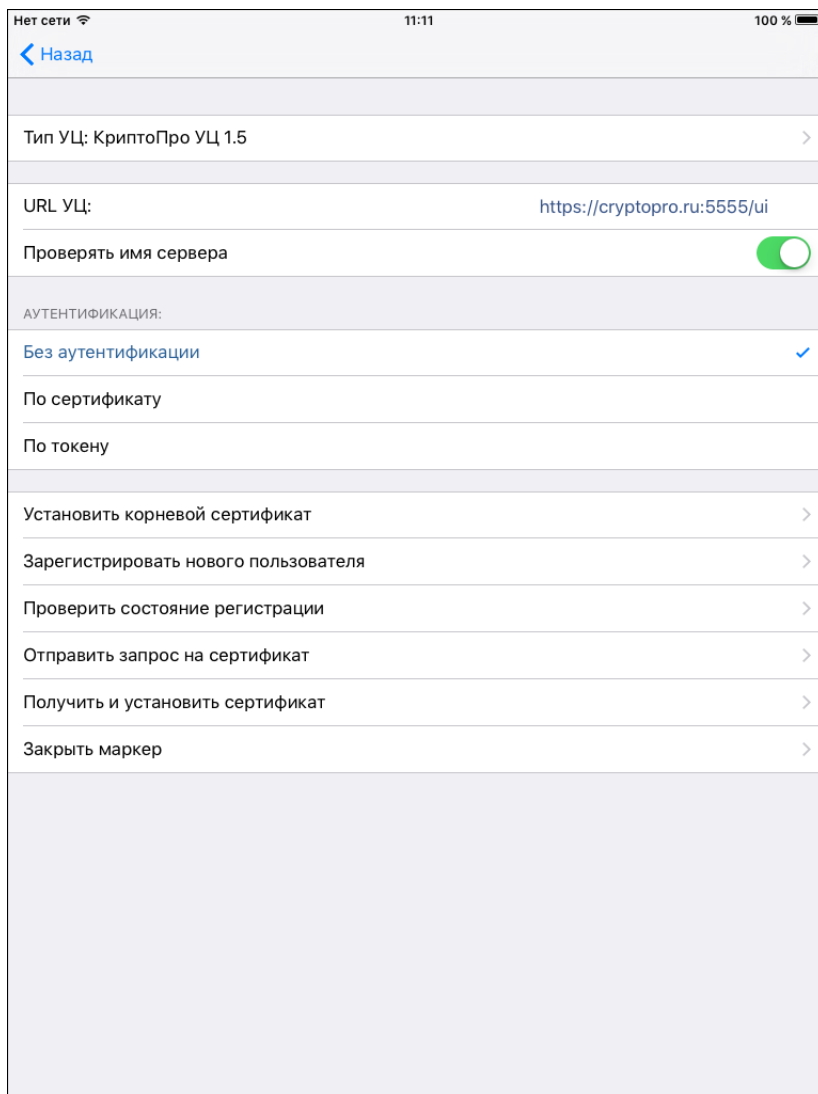 Нет сети 11:11 100 %
Назад
Тип УЦ: КриптоПро УЦ 1.5
URL УЦ: https://cryptopro.ru:5555/ui
Проверять имя сервера
АУТЕНТИФИКАЦИЯ:
Без аутентификации
По сертификату
По токену
Установить корневой сертификат
Зарегистрировать нового пользователя
Проверить состояние регистрации
Отправить запрос на сертификат
Получить и установить сертификат
Закрыть маркер